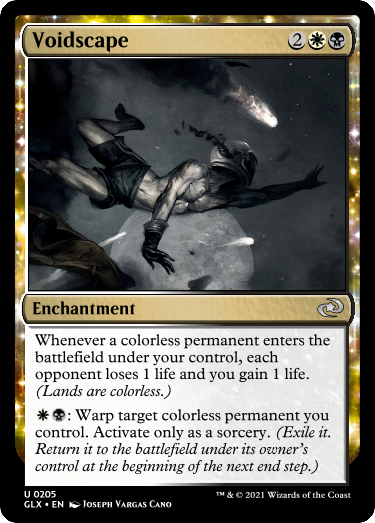 Voidscape 2
Enchantment
Whenever a colorless permanent enters the
battlefield under your control, each
opponent loses 1 life and you gain 1 life.
(Lands are colorless.)
: Warp target colorless permanent you
control. Activate only as a sorcery. (Exile it.
Return it to the battlefield under its owner's
control at the beginning of the next end step.)
U 0205
GLX • EN Joseph Vargas Cano
™ & © 2021 Wizards of the Coast